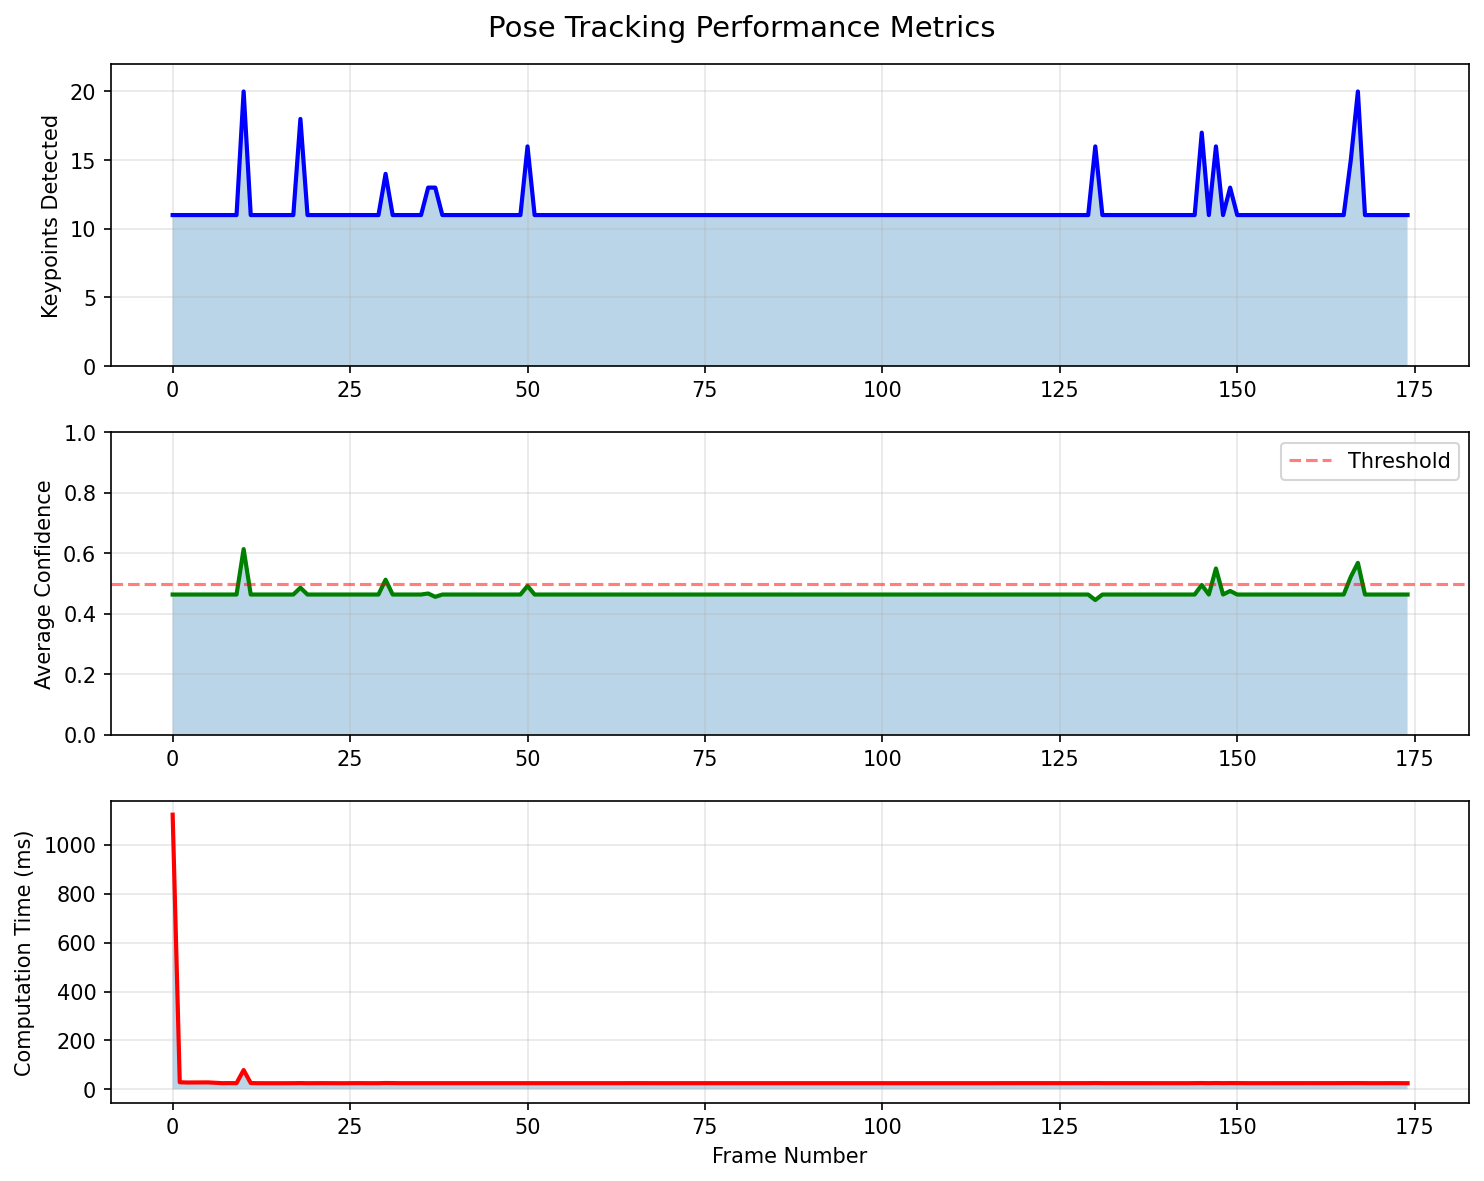 Pose Tracking Performance Metrics
Keypoints Detected
20
15
10
5
0
0 25 50 75 100 125 150 175
Average Confidence
1.0
0.8
0.6
0.4
0.2
0.0
Threshold
0 25 50 75 100 125 150 175
Computation Time (ms)
1000
800
600
400
200
0
0 25 50 75 100 125 150 175
Frame Number